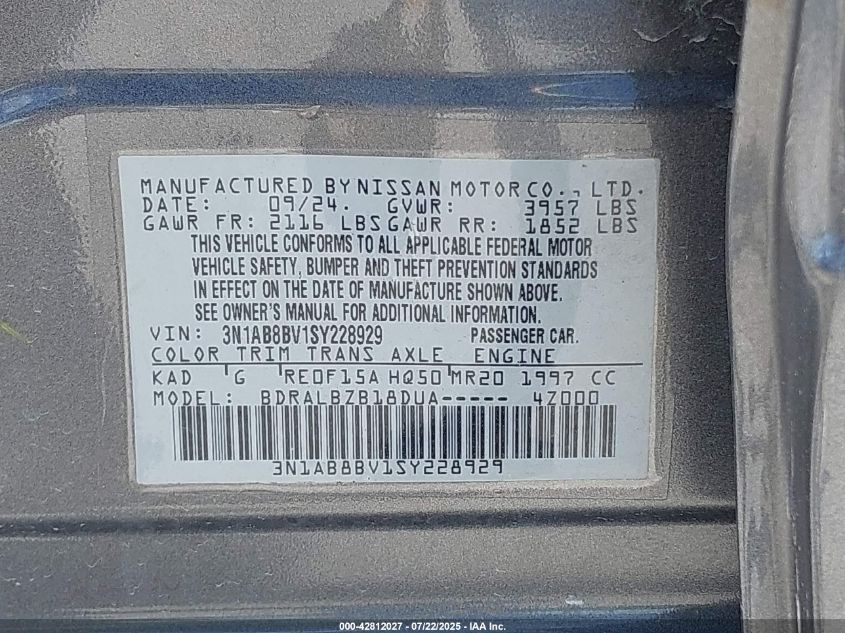 MANUFACTURED BY NISSAN MOTOR CO., LTD.
DATE: 09/24. GVWR: 3957 LBS
GAWR FR: 2116 LBS GAWR RR: 1852 LBS
THIS VEHICLE CONFORMS TO ALL APPLICABLE FEDERAL MOTOR
VEHICLE SAFETY, BUMPER AND THEFT PREVENTION STANDARDS
IN EFFECT ON THE DATE OF MANUFACTURE SHOWN ABOVE.
SEE OWNER'S MANUAL FOR ADDITIONAL INFORMATION.
VIN: 3N1AB8BV1SY228929 PASSENGER CAR.
COLOR TRIM TRANS AXLE ENGINE
KAD G RE0F15A HQ50 MR20 1997 CC
MODEL: BDRALBZB18DUA----- 4Z000
3N1AB8BV1SY228929
000-42812027 - 07/22/2025 - IAA Inc.